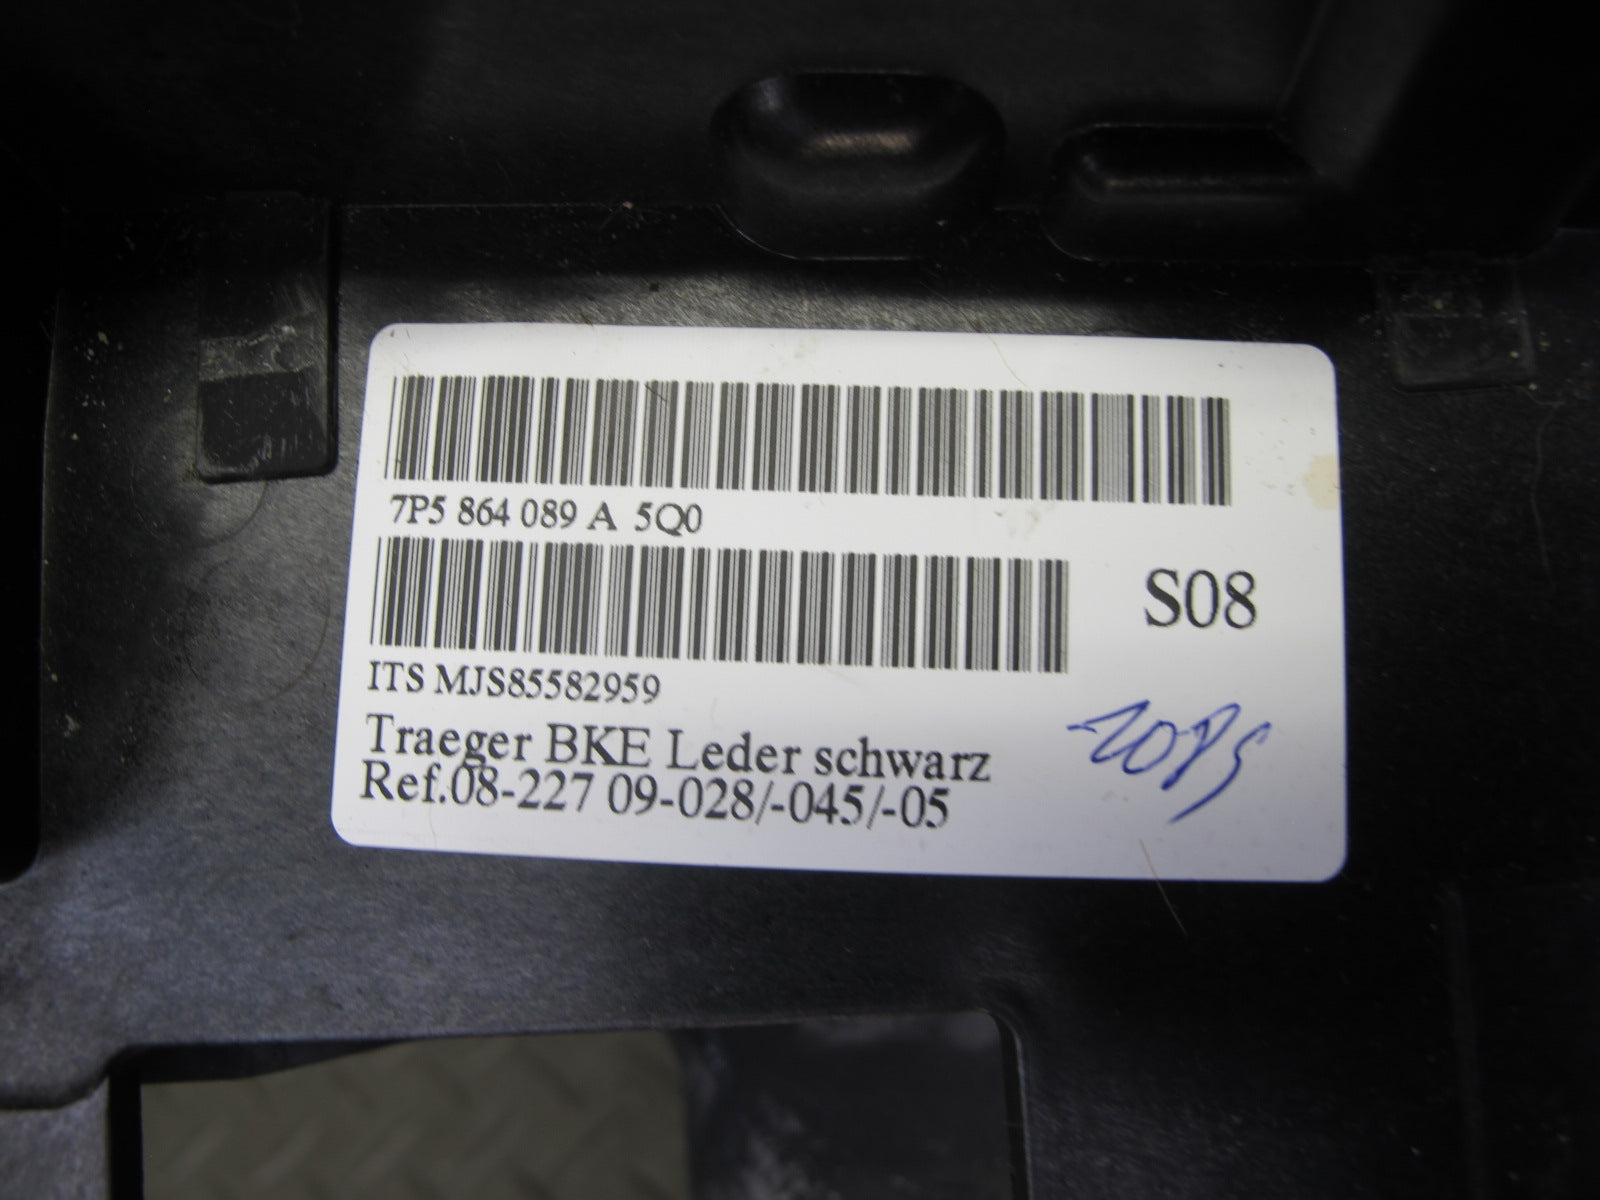 7P5 864 089 A 5Q0
S08
ITS MJS85582959
Traeger BKE Leder schwarz
Ref.08-227 09-028/-045/-05